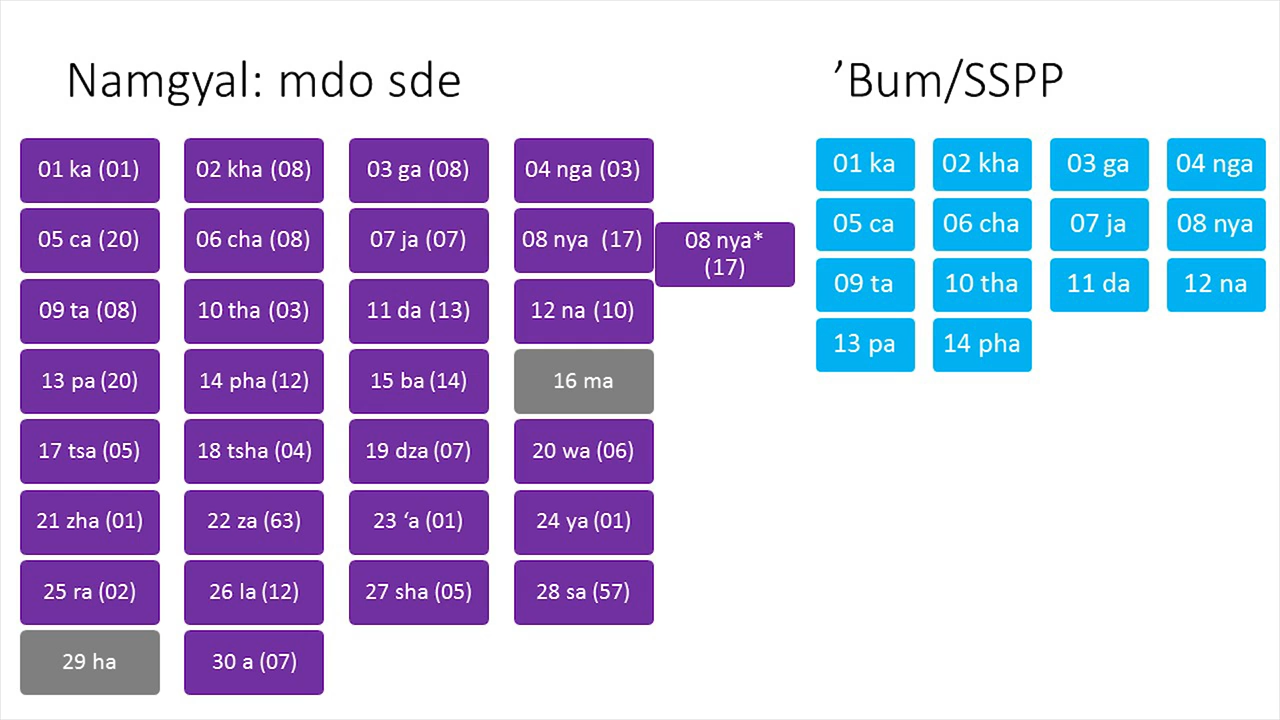 Namgyal: mdo sde
01 ka (01)
02 kha (08)
03 ga (08)
04 nga (03)
05 ca (20)
06 cha (08)
07 ja (07)
08 nya  (17)
08 nya*
(17)
09 ta (08)
10 tha (03)
11 da (13)
12 na (10)
13 pa (20)
14 pha (12)
15 ba (14)
16 ma
17 tsa (05)
18 tsha (04)
19 dza (07)
20 wa (06)
21 zha (01)
22 za (63)
23 ‘a (01)
24 ya (01)
25 ra (02)
26 la (12)
27 sha (05)
28 sa (57)
29 ha
30 a (07)
’Bum/SSPP
01 ka
02 kha
03 ga
04 nga
05 ca
06 cha
07 ja
08 nya
09 ta
10 tha
11 da
12 na
13 pa
14 pha